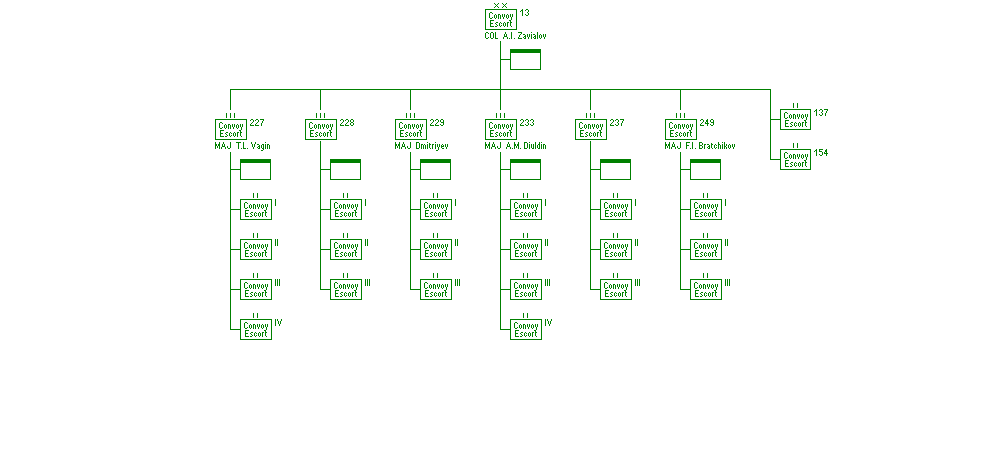 XX
Convoy Escort 13
COL A.I. Zavialov
III III III III III III
Convoy Escort 227
Convoy Escort 228
Convoy Escort 229
Convoy Escort 233
Convoy Escort 237
Convoy Escort 249
II
Convoy Escort 137
MAJ T.L. Vagin
MAJ Dmitriyev
MAJ A.M. Diuldin
MAJ F.I. Bratchikov
II
Convoy Escort 154
II II II II II II
Convoy Escort I
Convoy Escort I
Convoy Escort I
Convoy Escort I
Convoy Escort I
Convoy Escort I
II II II II II II
Convoy Escort II
Convoy Escort II
Convoy Escort II
Convoy Escort II
Convoy Escort II
Convoy Escort II
II II II II II II
Convoy Escort III
Convoy Escort III
Convoy Escort III
Convoy Escort III
Convoy Escort III
Convoy Escort III
II II
Convoy Escort IV
Convoy Escort IV